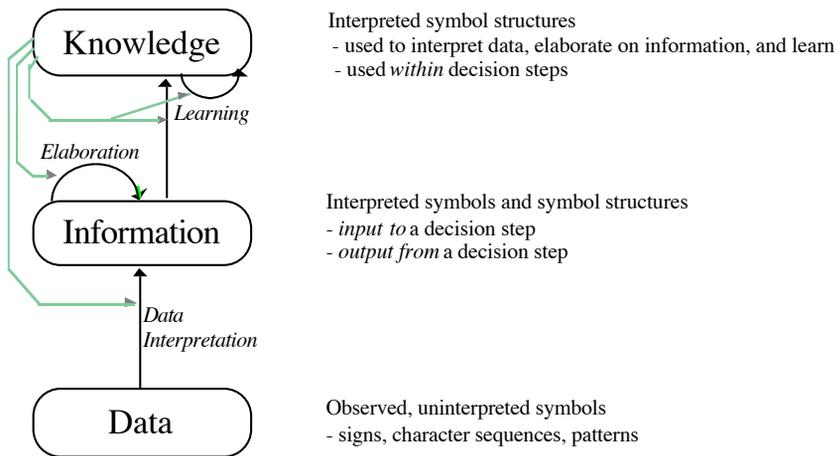 Knowledge
Interpreted symbol structures
- used to interpret data, elaborate on information, and learn
- used within decision steps
Learning
Elaboration
Information
Interpreted symbols and symbol structures
- input to a decision step
- output from a decision step
Data
Interpretation
Data
Observed, uninterpreted symbols
- signs, character sequences, patterns